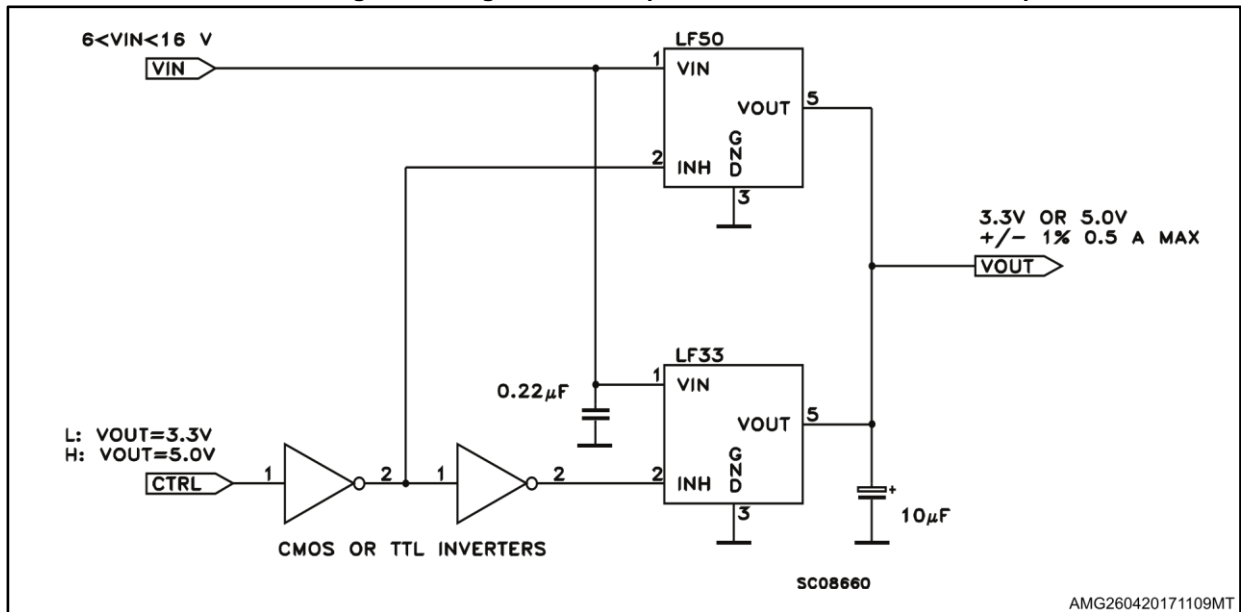 6<VIN<16 V
VIN
LF50
1
VIN
VOUT
5
2
INH
GND
3
3.3V OR 5.0V
+/- 1% 0.5 A MAX
VOUT
LF33
0.22μF
1
VIN
VOUT
5
2
INH
GND
3
L: VOUT=3.3V
H: VOUT=5.0V
CTRL
1
2
1
2
CMOS OR TTL INVERTERS
+
10μF
SC08660
AMG260420171109MT